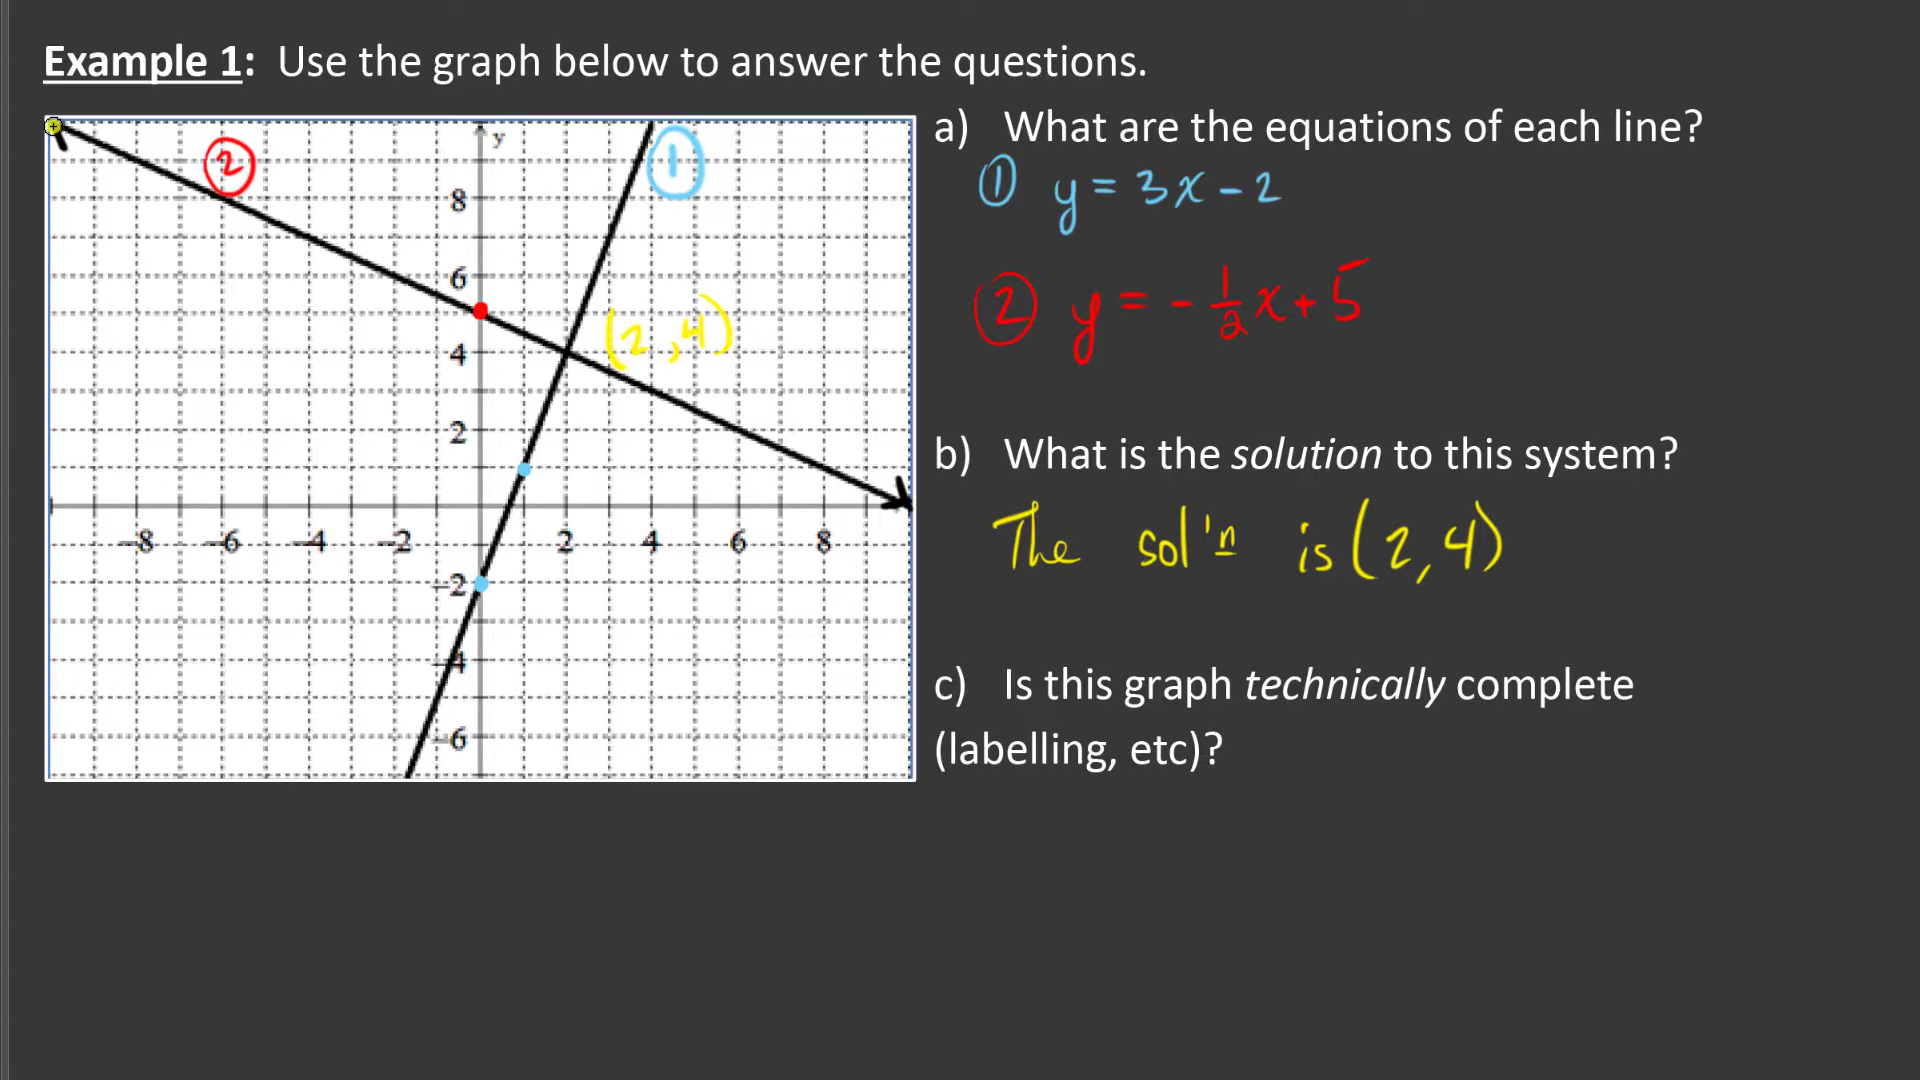 Example 1: Use the graph below to answer the questions.
a) What are the equations of each line?
① y = 3x - 2
② y = - 1/2 x + 5
b) What is the solution to this system?
The sol'n is (2, 4)
c) Is this graph technically complete
(labelling, etc)?
② y ①
8
6
(2, 4)
4
2
-8 -6 -4 -2 2 4 6 8
-2
-4
-6